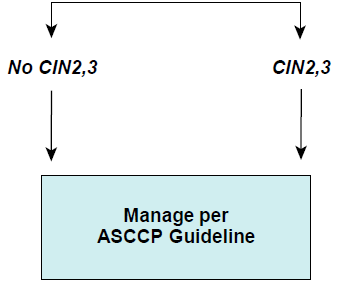 No CIN2,3 CIN2,3
Manage per
ASCCP Guideline